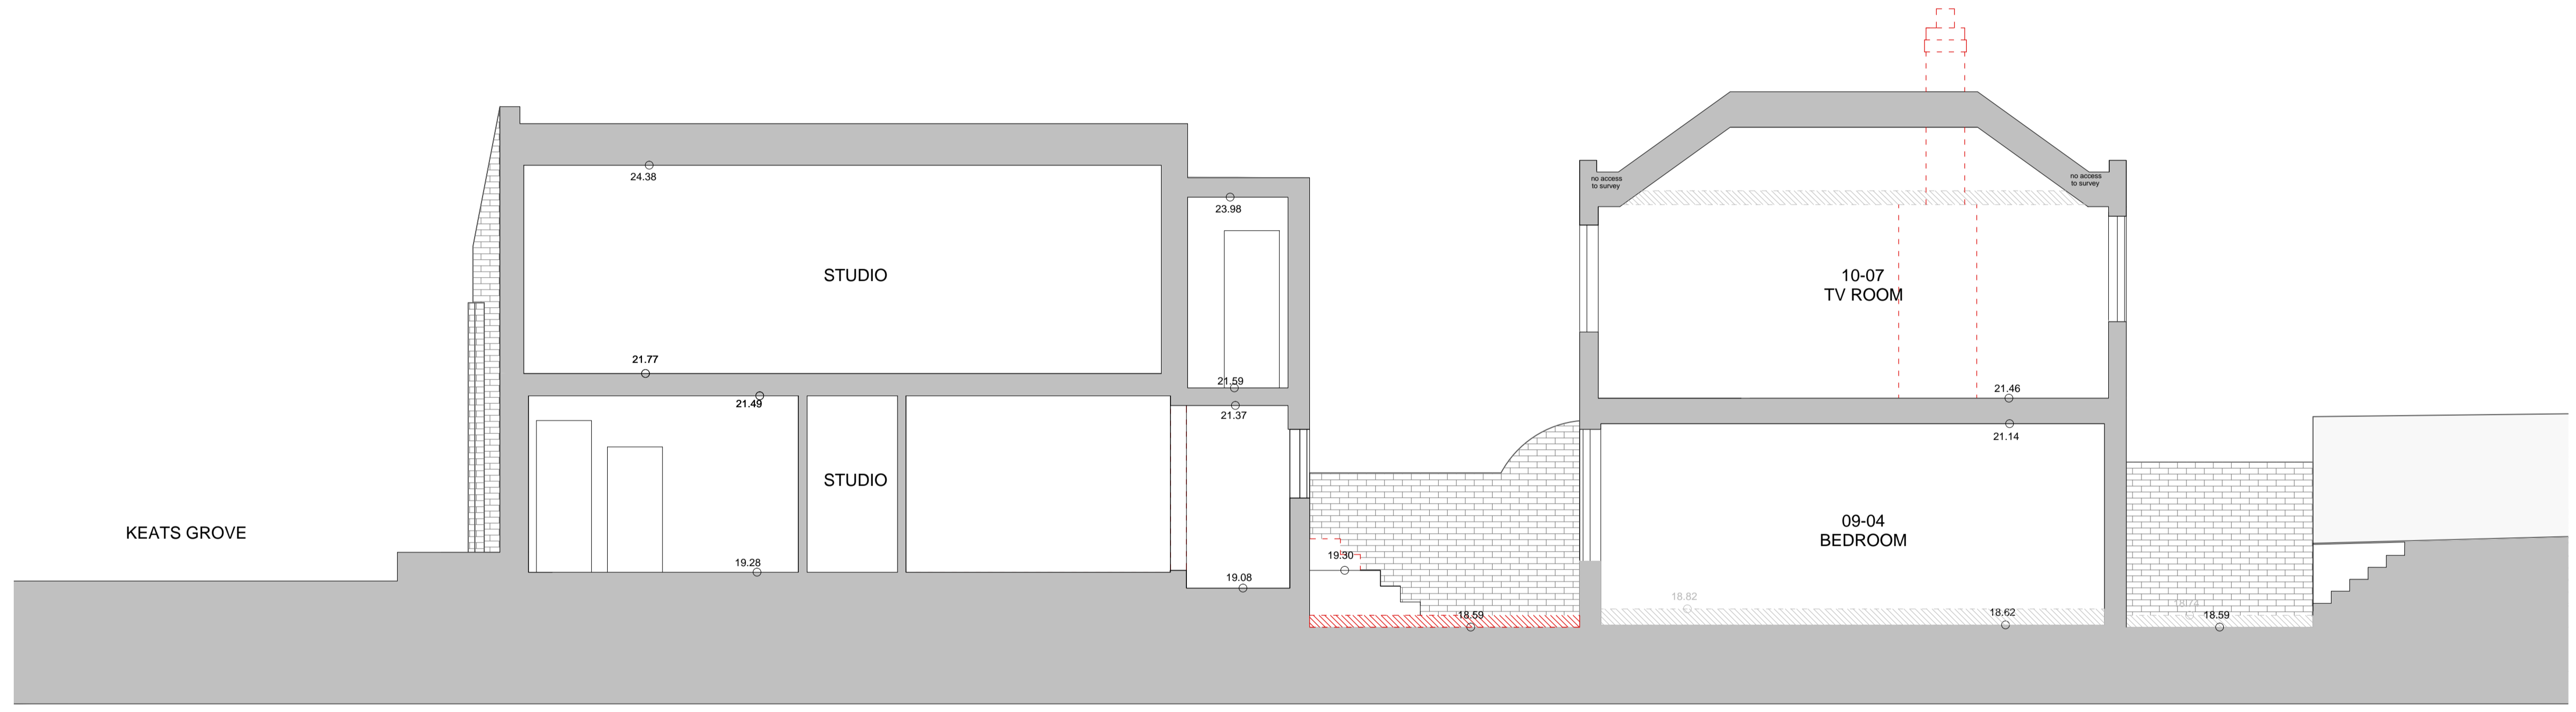 no access
to survey
no access
to survey
24.38
23.98
STUDIO
10-07
TV ROOM
21.77
21.59
21.46
21.49
21.37
21.14
STUDIO
KEATS GROVE
09-04
BEDROOM
19.28
19.30
19.08
18.82
18.74
18.59
18.62
18.59